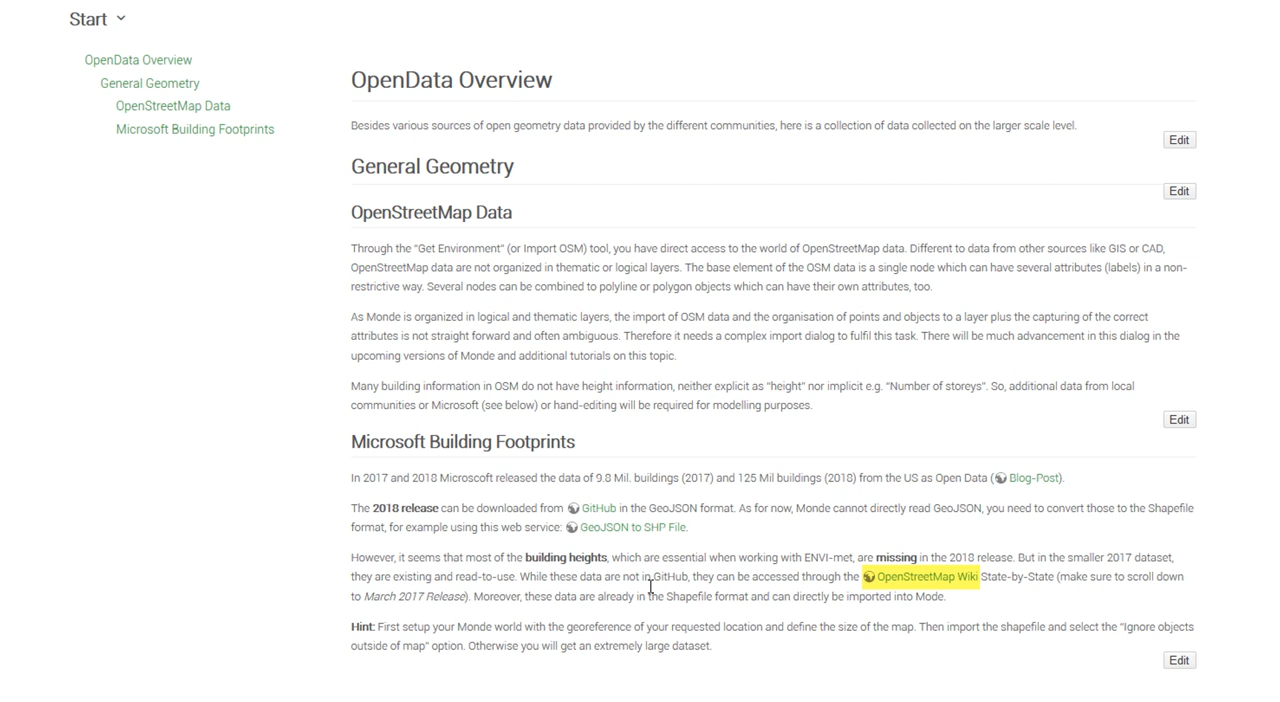 Start
OpenData Overview
General Geometry
OpenStreetMap Data
Microsoft Building Footprints
OpenData Overview
Besides various sources of open geometry data provided by the different communities, here is a collection of data collected on the larger scale level.
Edit
General Geometry
Edit
OpenStreetMap Data
Through the “Get Environment” (or Import OSM) tool, you have direct access to the world of OpenStreetMap data. Different to data from other sources like GIS or CAD,
OpenStreetMap data are not organized in thematic or logical layers. The base element of the OSM data is a single node which can have several attributes (labels) in a non-
restrictive way. Several nodes can be combined to polyline or polygon objects which can have their own attributes, too.
As Monde is organized in logical and thematic layers, the import of OSM data and the organisation of points and objects to a layer plus the capturing of the correct
attributes is not straight forward and often ambiguous. Therefore it needs a complex import dialog to fulfil this task. There will be much advancement in this dialog in the
upcoming versions of Monde and additional tutorials on this topic.
Many building information in OSM do not have height information, neither explicit as “height” nor implicit e.g. “Number of storeys”. So, additional data from local
communities or Microsoft (see below) or hand-editing will be required for modelling purposes.
Edit
Microsoft Building Footprints
In 2017 and 2018 Microscoft released the data of 9.8 Mil. buildings (2017) and 125 Mil buildings (2018) from the US as Open Data (Blog-Post).
The 2018 release can be downloaded from GitHub in the GeoJSON format. As for now, Monde cannot directly read GeoJSON, you need to convert those to the Shapefile
format, for example using this web service: GeoJSON to SHP File.
However, it seems that most of the building heights, which are essential when working with ENVI-met, are missing in the 2018 release. But in the smaller 2017 dataset,
they are existing and read-to-use. While these data are not in GitHub, they can be accessed through the OpenStreetMap Wiki State-by-State (make sure to scroll down
to March 2017 Release). Moreover, these data are already in the Shapefile format and can directly be imported into Mode.
Hint: First setup your Monde world with the georeference of your requested location and define the size of the map. Then import the shapefile and select the “Ignore objects
outside of map” option. Otherwise you will get an extremely large dataset.
Edit